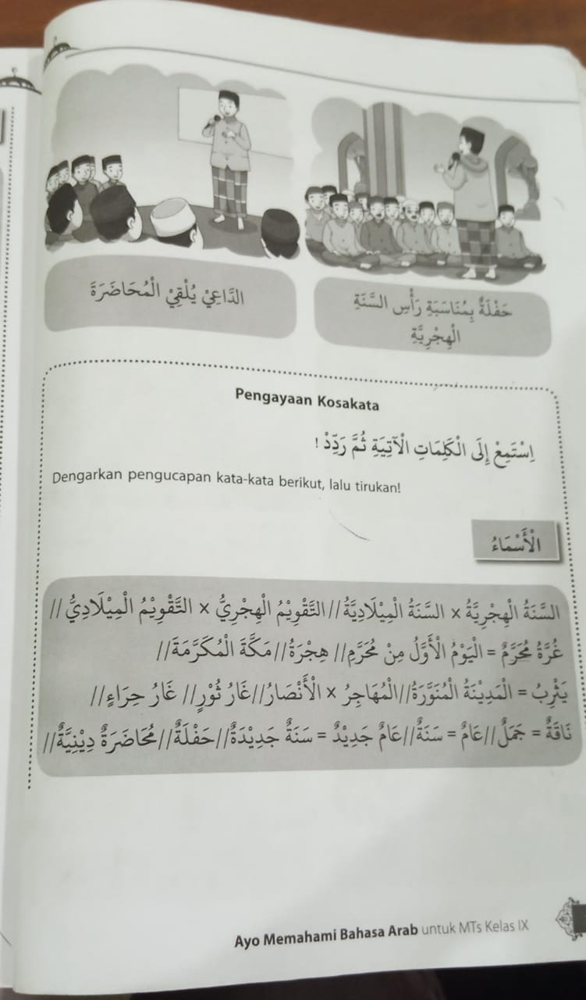 الدَّاعِيْ يُلْقِيْ الْمُحَاضَرَةَ
حَفْلَةٌ بِمُنَاسَبَةِ رَأْسِ السَّنَةِ
الْهِجْرِيَّةِ
Pengayaan Kosakata
اِسْتَمِعْ إِلَى الْكَلِمَاتِ الْآتِيَةِ ثُمَّ رَدِّدْ !
Dengarkan pengucapan kata-kata berikut, lalu tirukan!
الْأَسْمَاءُ
السَّنَةُ الْهِجْرِيَّةُ × السَّنَةُ الْمِيْلَادِيَّةُ//التَّقْوِيْمُ الْهِجْرِيُّ × التَّقْوِيْمُ الْمِيْلَادِيُّ //
غُرَّةُ مُحَرَّمٌ = الْيَوْمُ الْأَوَّلُ مِنْ مُحَرَّمِ// هِجْرَةُ//مَكَّةَ الْمُكَرَّمَةَ//
يَثْرِبُ = الْمَدِيْنَةُ الْمُنَوَّرَةُ//الْمُهَاجِرُ × الْأَنْصَارُ//غَارُ ثُوْرٍ// غَارُ حِرَاءٍ//
نَاقَةٌ = جَمَلٌ//عَامٌ = سَنَةٌ//عَامٌ جَدِيْدٌ = سَنَةٌ جَدِيْدَةٌ//حَفْلَةٌ//مُحَاضَرَةٌ دِيْنِيَّةٌ//
Ayo Memahami Bahasa Arab untuk MTs Kelas IX